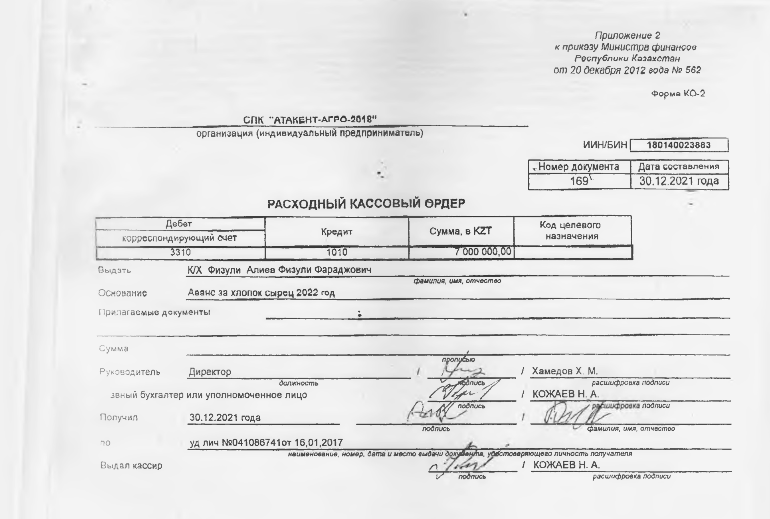 Приложение 2
к приказу Министра финансов
Республики Казахстан
от 20 декабря 2012 года № 562
Форма КО-2
СПК "АТАКЕНТ-АГРО-2018"
организация (индивидуальный предприниматель)
ИИН/БИН 180140023883
Номер документа Дата составления
169 30.12.2021 года
РАСХОДНЫЙ КАССОВЫЙ ОРДЕР
Дебет Кредит Сумма, в KZT Код целевого назначения
корреспондирующий счет
3310 1010 7 000 000,00
Выдать К/Х Физули Алиев Физули Фараджович
фамилия, имя, отчество
Основание Аванс за хлопок сырец 2022 год
Прилагаемые документы
Сумма
прописью
Руководитель Директор / / Хамедов Х. М.
должность подпись расшифровка подписи
авный бухгалтер или уполномоченное лицо / КОЖАЕВ Н. А.
подпись расшифровка подписи
Получил 30.12.2021 года /
подпись фамилия, имя, отчество
по уд лич №041086741от 16,01,2017
наименование, номер, дата и место выдачи документа, удостоверяющего личность получателя
Выдал кассир / КОЖАЕВ Н. А.
подпись расшифровка подписи